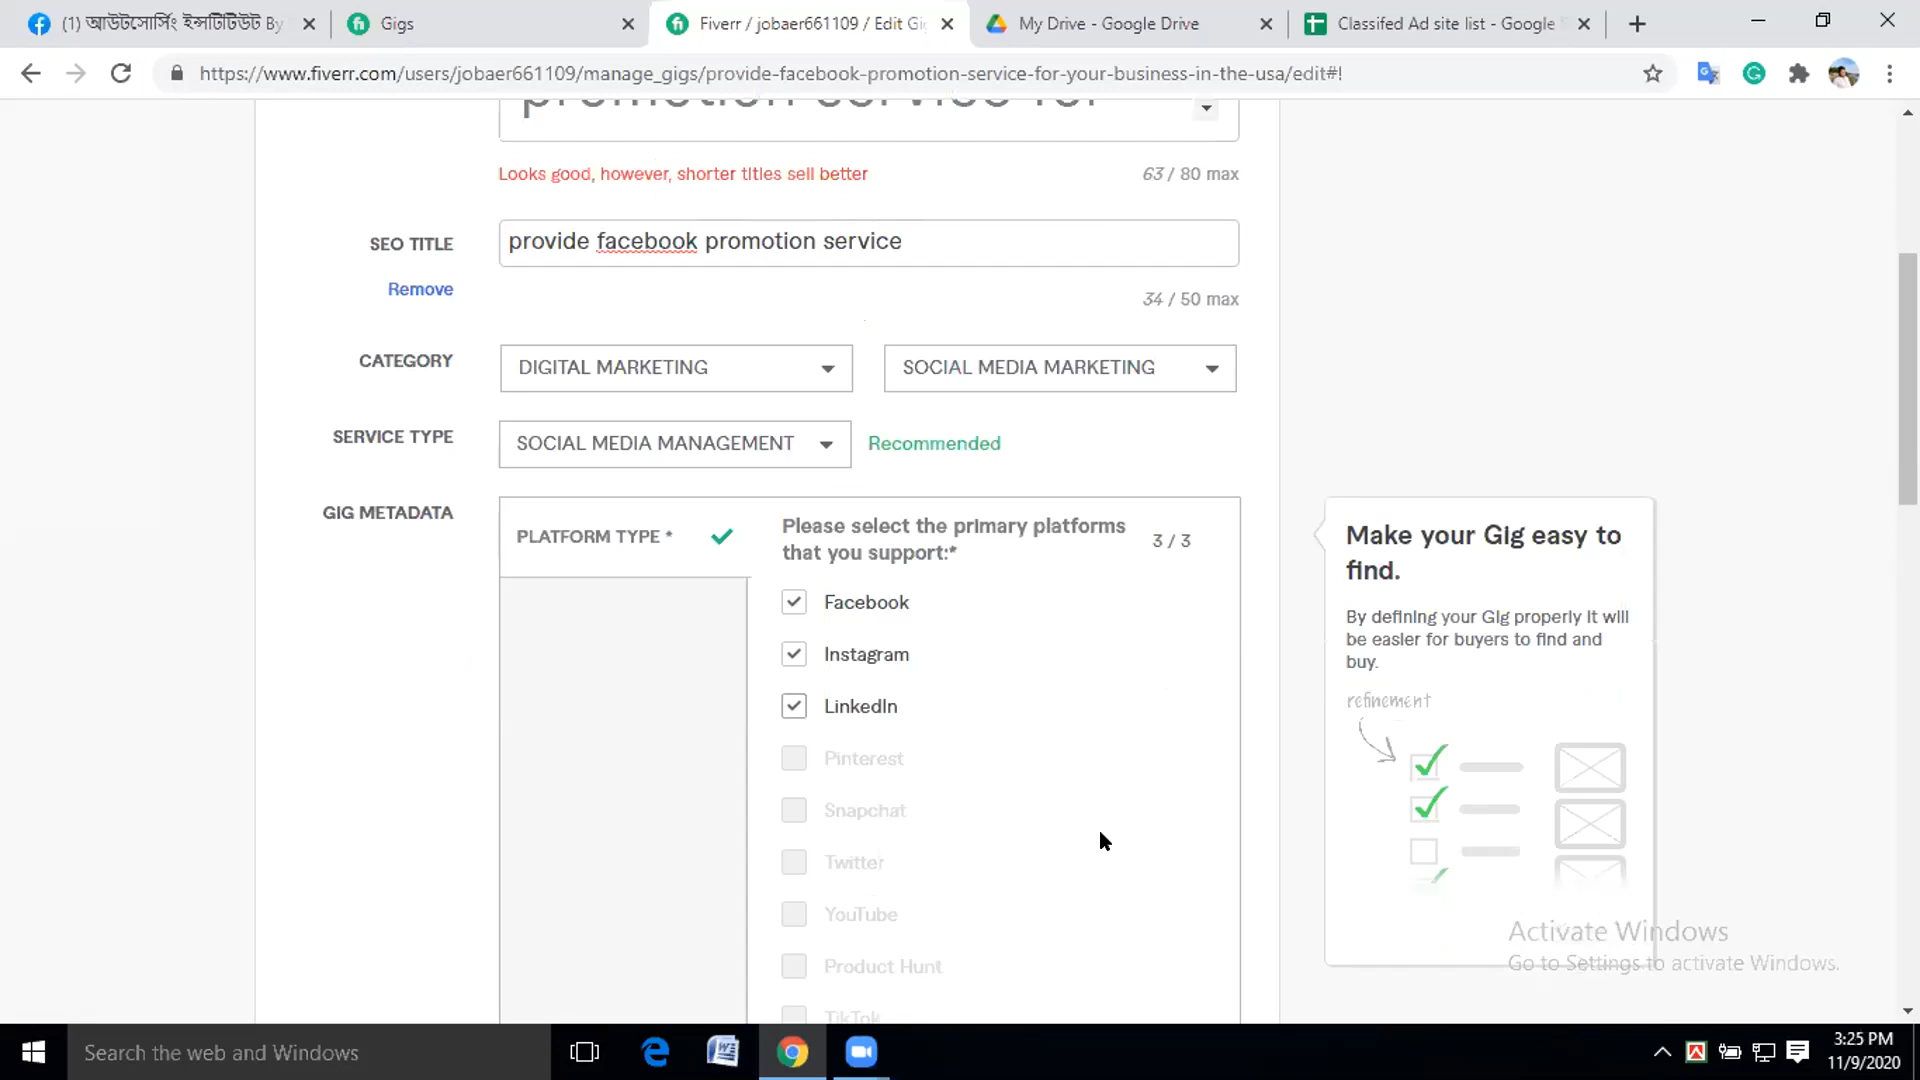 (1) আউটসোর্সিং ইন্সটিটিউট By
Gigs
Fiverr / jobaer661109 / Edit Gi
My Drive - Google Drive
Classifed Ad site list - Google
https://www.fiverr.com/users/jobaer661109/manage_gigs/provide-facebook-promotion-service-for-your-business-in-the-usa/edit#!
promotion service for
Looks good, however, shorter titles sell better
63 / 80 max
SEO TITLE
provide facebook promotion service
Remove
34 / 50 max
CATEGORY
DIGITAL MARKETING
SOCIAL MEDIA MARKETING
SERVICE TYPE
SOCIAL MEDIA MANAGEMENT
Recommended
GIG METADATA
PLATFORM TYPE *
Please select the primary platforms
that you support:*
3 / 3
Facebook
Instagram
LinkedIn
Pinterest
Snapchat
Twitter
YouTube
Product Hunt
TikTok
Make your Gig easy to
find.
By defining your Gig properly it will
be easier for buyers to find and
buy.
refinement
Activate Windows
Go to Settings to activate Windows.
Search the web and Windows
3:25 PM
11/9/2020